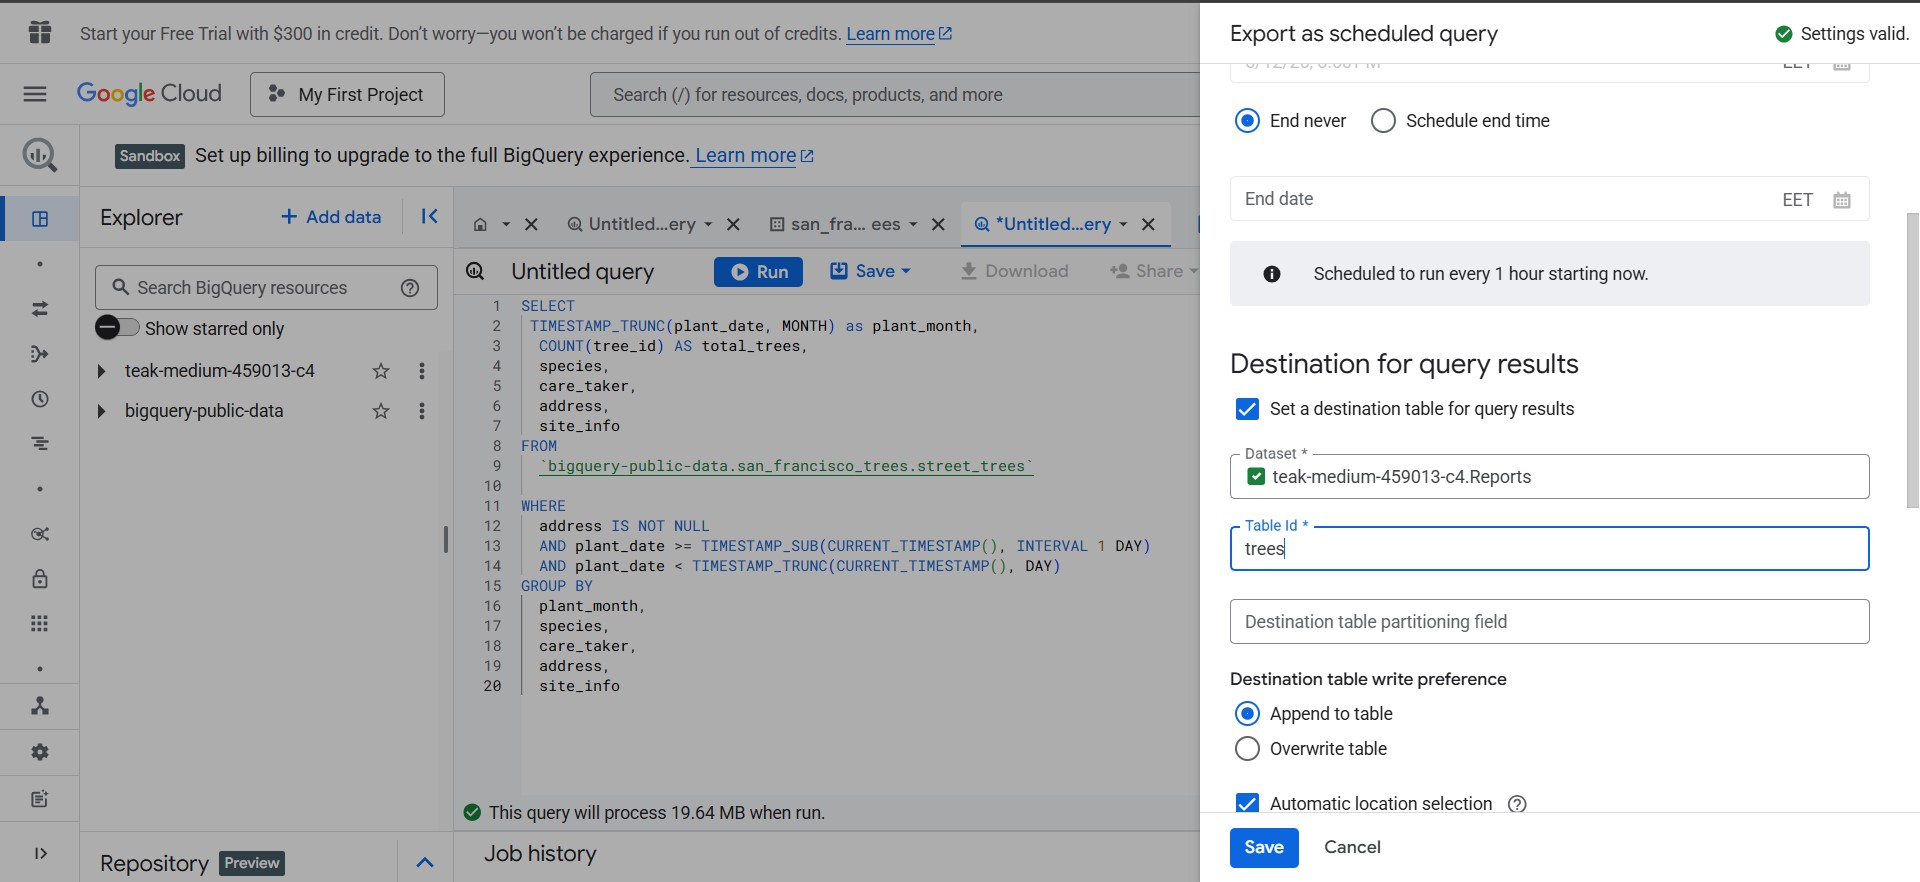 Start your Free Trial with $300 in credit. Don't worry—you won't be charged if you run out of credits. Learn more
Google Cloud
My First Project
Search (/) for resources, docs, products, and more
Sandbox Set up billing to upgrade to the full BigQuery experience. Learn more
Explorer
+ Add data
Search BigQuery resources
Show starred only
teak-medium-459013-c4
bigquery-public-data
Repository Preview
Untitled...ery
san_fra... ees
*Untitled...ery
Untitled query
Run
Save
Download
Share
1 SELECT
2 TIMESTAMP_TRUNC(plant_date, MONTH) as plant_month,
3 COUNT(tree_id) AS total_trees,
4 species,
5 care_taker,
6 address,
7 site_info
8 FROM
9 `bigquery-public-data.san_francisco_trees.street_trees`
10
11 WHERE
12 address IS NOT NULL
13 AND plant_date >= TIMESTAMP_SUB(CURRENT_TIMESTAMP(), INTERVAL 1 DAY)
14 AND plant_date < TIMESTAMP_TRUNC(CURRENT_TIMESTAMP(), DAY)
15 GROUP BY
16 plant_month,
17 species,
18 care_taker,
19 address,
20 site_info
This query will process 19.64 MB when run.
Job history
Export as scheduled query
Settings valid.
EET
End never
Schedule end time
End date
EET
Scheduled to run every 1 hour starting now.
Destination for query results
Set a destination table for query results
Dataset *
teak-medium-459013-c4.Reports
Table Id *
trees
Destination table partitioning field
Destination table write preference
Append to table
Overwrite table
Automatic location selection
Save
Cancel